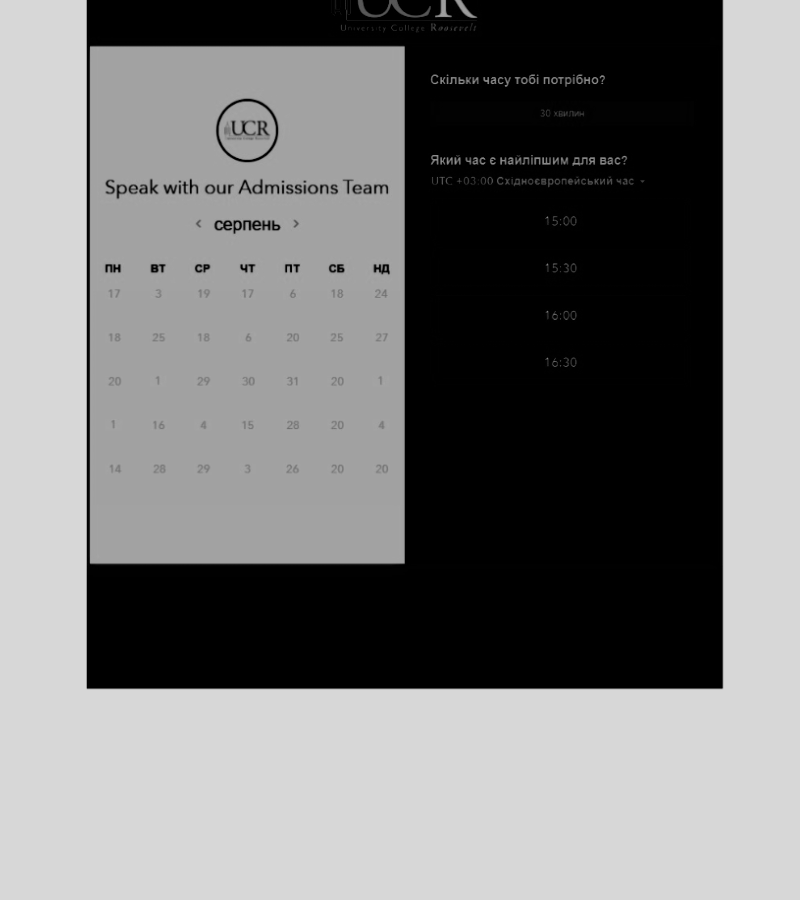 UCR
University College Roosevelt
UCR
Speak with our Admissions Team
< серпень >
ПН ВТ СР ЧТ ПТ СБ НД
17 3 19 17 6 18 24
18 25 18 6 20 25 27
20 1 29 30 31 20 1
1 16 4 15 28 20 4
14 28 29 3 26 20 20
Скільки часу тобі потрібно?
30 хвилин
Який час є найліпшим для вас?
UTC +03:00 Східноєвропейський час
15:00
15:30
16:00
16:30